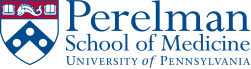 Perelman
School of Medicine
UNIVERSITY of PENNSYLVANIA